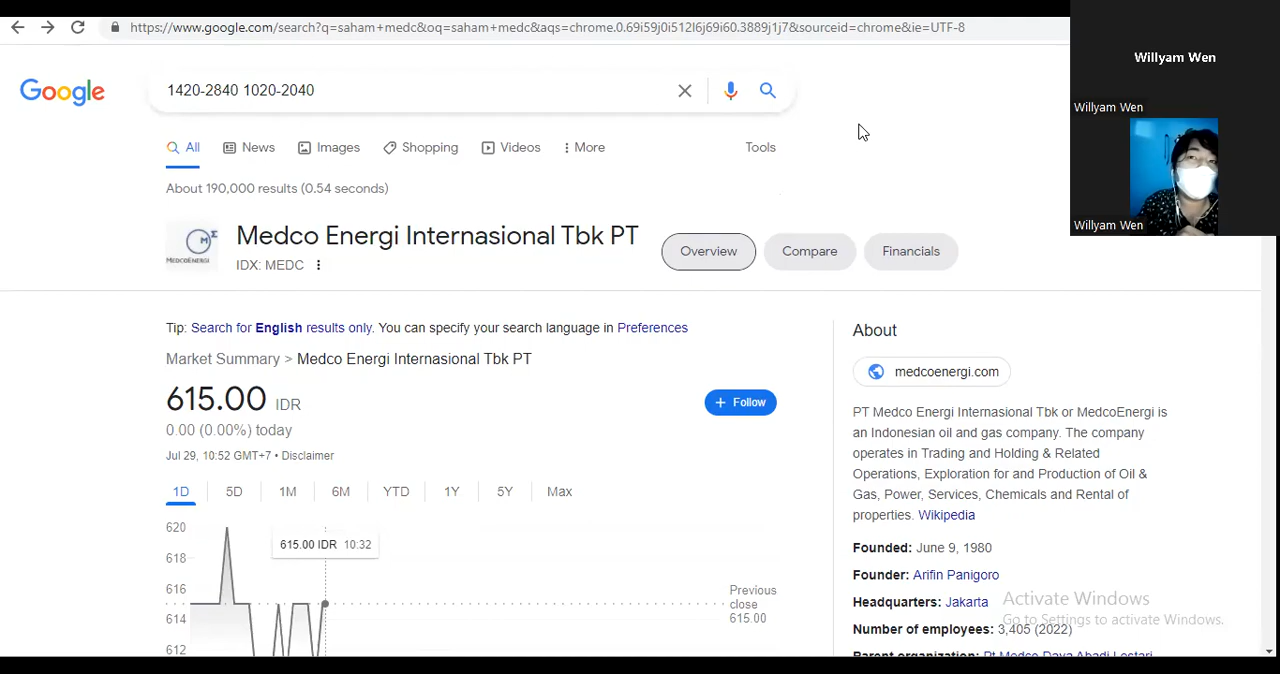 https://www.google.com/search?q=saham+medc&oq=saham+medc&aqs=chrome.0.69i59j0i512l6j69i60.3889j1j7&sourceid=chrome&ie=UTF-8
Willyam Wen
Willyam Wen
Willyam Wen
Google
1420-2840 1020-2040
All
News
Images
Shopping
Videos
More
Tools
About 190,000 results (0.54 seconds)
MEDCOENERGI
Medco Energi Internasional Tbk PT
IDX: MEDC
Overview
Compare
Financials
Tip: Search for English results only. You can specify your search language in Preferences
Market Summary > Medco Energi Internasional Tbk PT
615.00 IDR
0.00 (0.00%) today
Jul 29, 10:52 GMT+7 • Disclaimer
+ Follow
1D
5D
1M
6M
YTD
1Y
5Y
Max
620
618
616
614
612
615.00 IDR 10:32
Previous
close
615.00
About
medcoenergi.com
PT Medco Energi Internasional Tbk or MedcoEnergi is
an Indonesian oil and gas company. The company
operates in Trading and Holding & Related
Operations, Exploration for and Production of Oil &
Gas, Power, Services, Chemicals and Rental of
properties. Wikipedia
Founded: June 9, 1980
Founder: Arifin Panigoro
Headquarters: Jakarta
Number of employees: 3,405 (2022)
Parent organization: Pt Medco Daya Abadi Lestari
Activate Windows
Go to Settings to activate Windows.